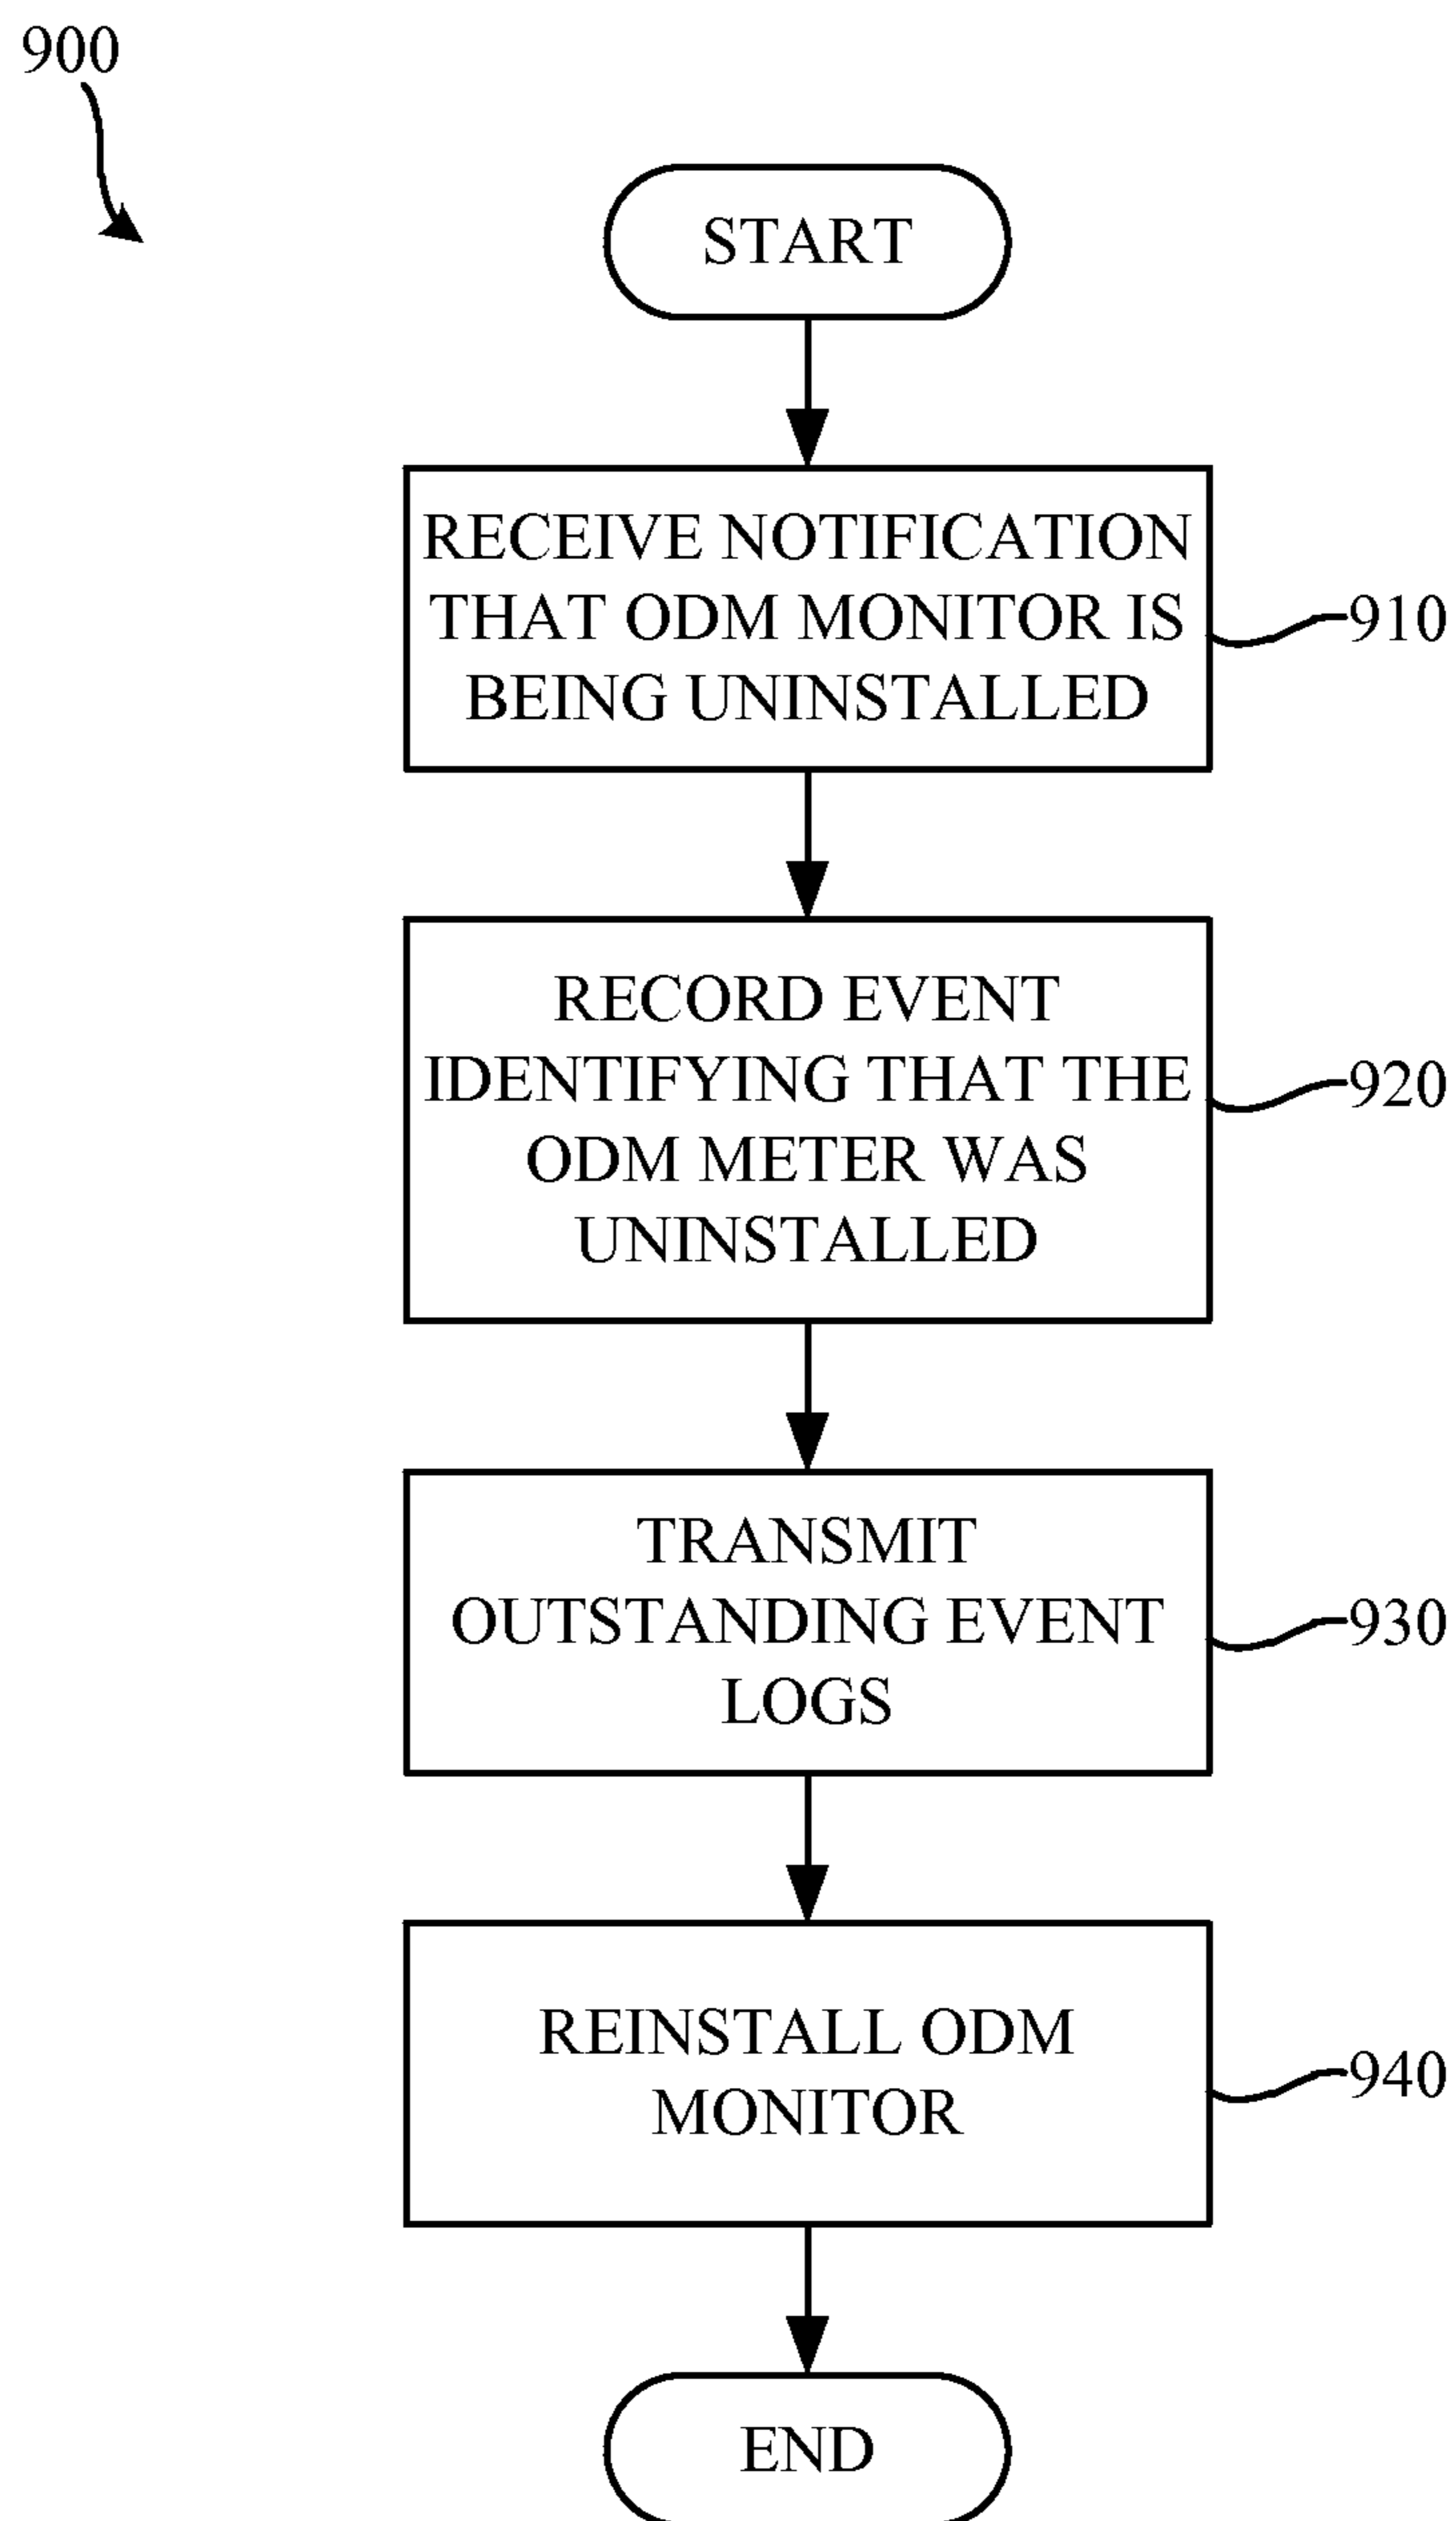 900
START
RECEIVE NOTIFICATION
THAT ODM MONITOR IS
BEING UNINSTALLED
910
RECORD EVENT
IDENTIFYING THAT THE
ODM METER WAS
UNINSTALLED
920
TRANSMIT
OUTSTANDING EVENT
LOGS
930
REINSTALL ODM
MONITOR
940
END